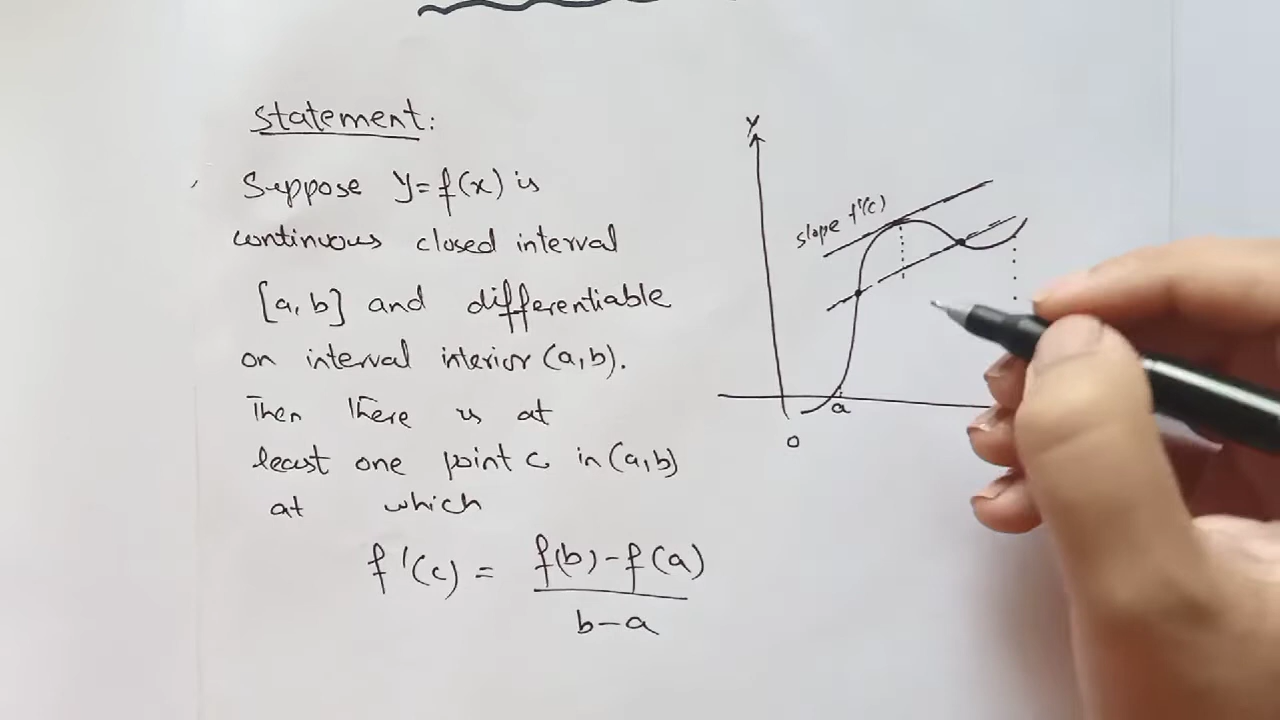 Statement:
Suppose y=f(x) is
continuous closed interval
[a, b] and differentiable
on interval interior (a,b).
Then there is at
least one point c in (a,b)
at which
f'(c) = f(b)-f(a)
b-a
Y
slope f'(c)
a
0